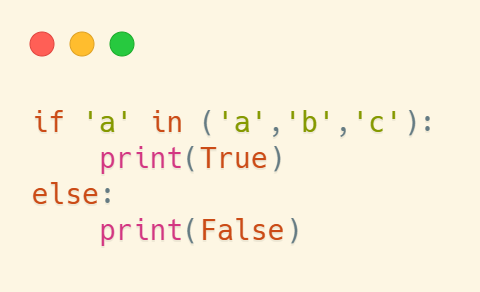 if 'a' in ('a','b','c'):
    print(True)
else:
    print(False)